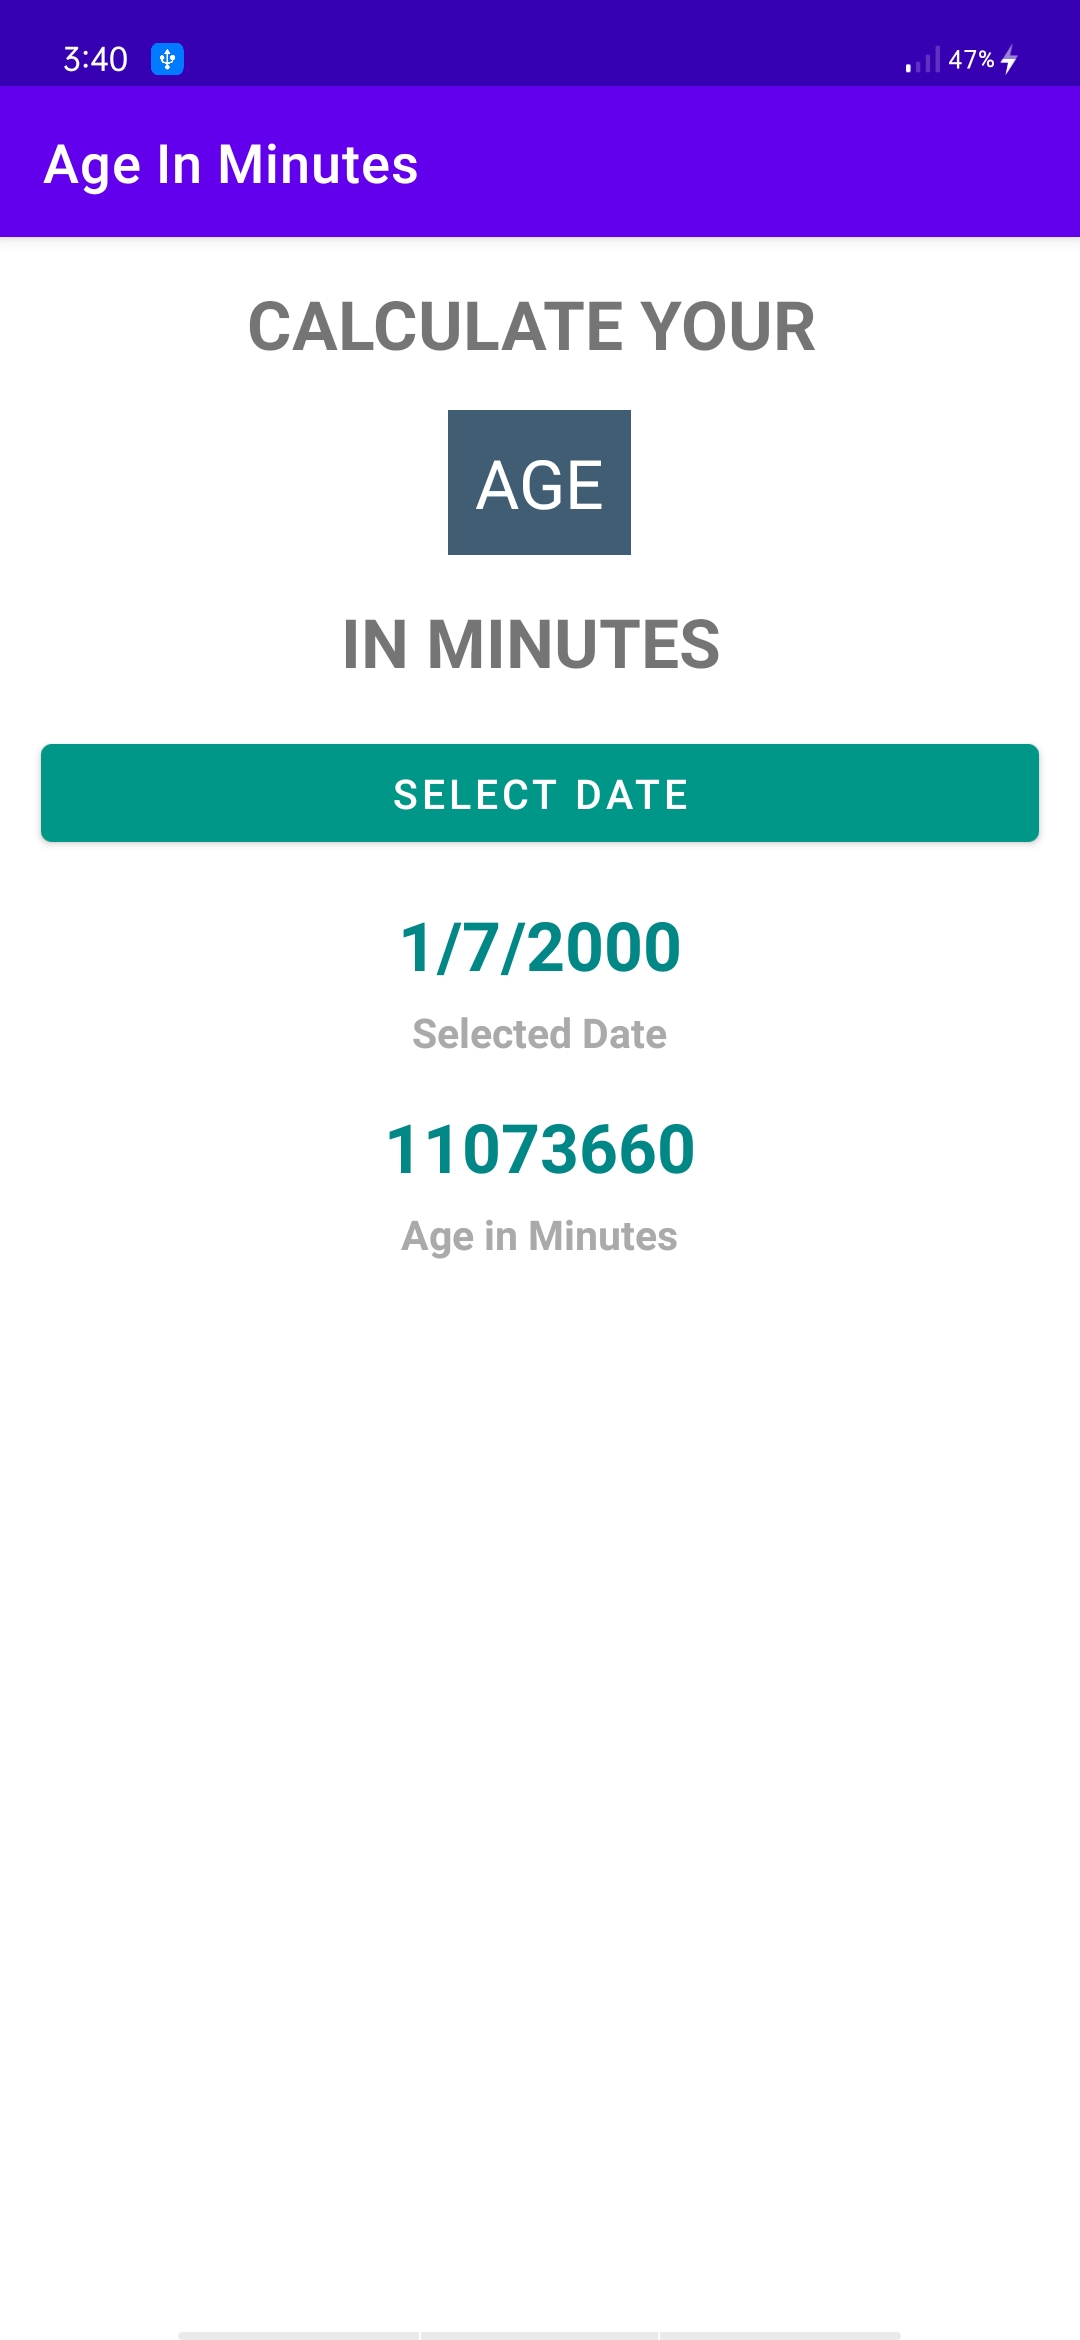 3:40 47%
Age In Minutes
CALCULATE YOUR
AGE
IN MINUTES
SELECT DATE
1/7/2000
Selected Date
11073660
Age in Minutes